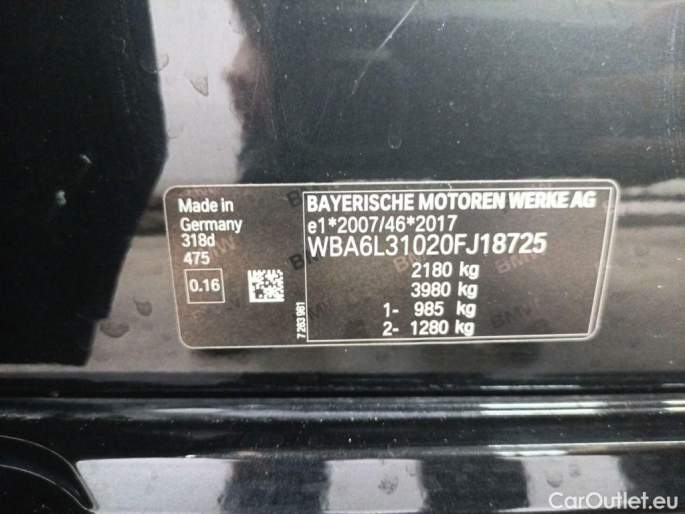 Made in
Germany
318d
475
0.16
7 263 961
BAYERISCHE MOTOREN WERKE AG
e1*2007/46*2017
WBA6L31020FJ18725
2180 kg
3980 kg
1- 985 kg
2- 1280 kg
CarOutlet.eu